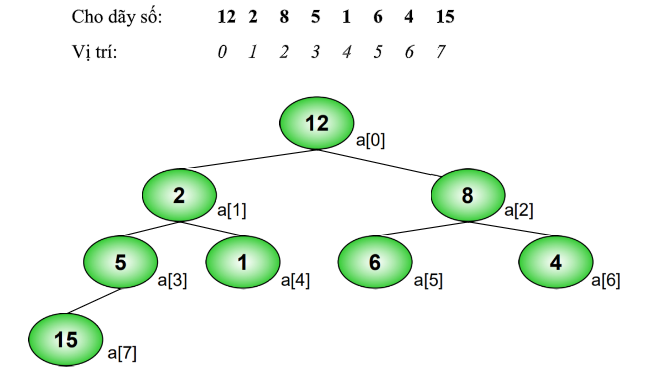 Cho dãy số: 12 2 8 5 1 6 4 15
Vị trí: 0 1 2 3 4 5 6 7
12 a[0]
2 a[1] 8 a[2]
5 a[3] 1 a[4] 6 a[5] 4 a[6]
15 a[7]